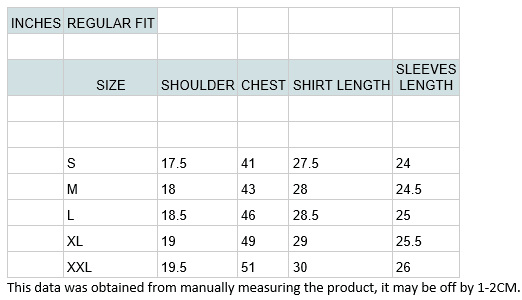 INCHES REGULAR FIT
SIZE SHOULDER CHEST SHIRT LENGTH SLEEVES LENGTH
S 17.5 41 27.5 24
M 18 43 28 24.5
L 18.5 46 28.5 25
XL 19 49 29 25.5
XXL 19.5 51 30 26
This data was obtained from manually measuring the product, it may be off by 1-2CM.